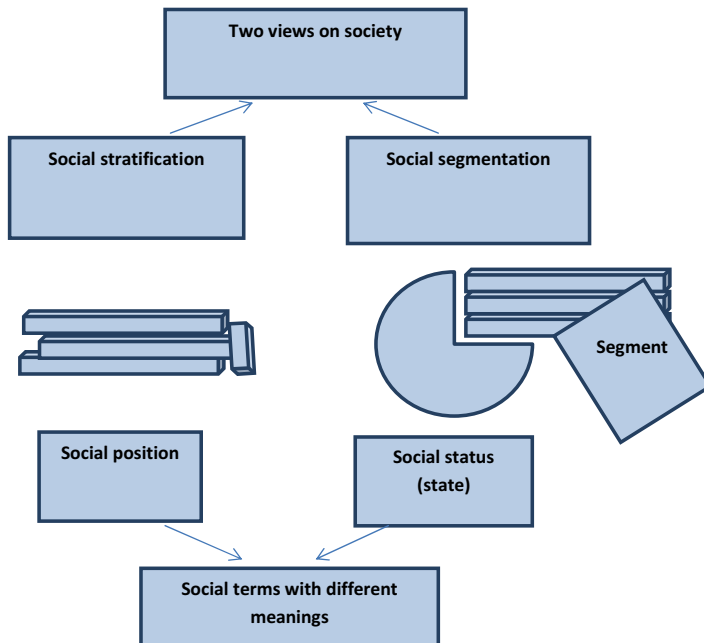 Two views on society
Social stratification
Social segmentation
Segment
Social position
Social status
(state)
Social terms with different
meanings